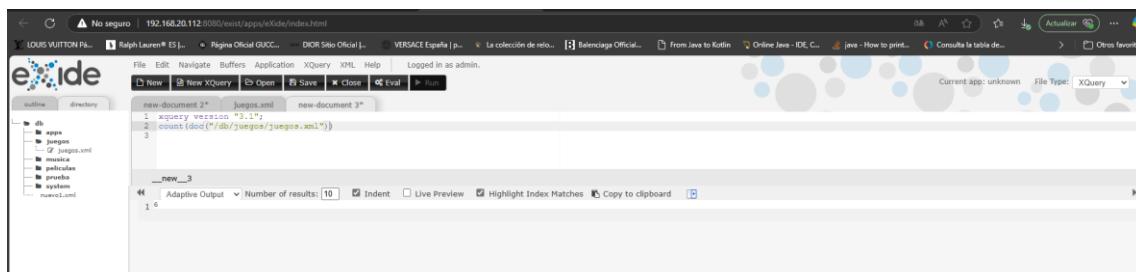 No seguro | 192.168.20.112:8080/exist/apps/eXide/index.html Actualizar
LOUIS VUITTON PA... Ralph Lauren® ES |... Página Oficial GUCC... DIOR Sitio Oficial |... VERSACE España | p... La colección de relo... Balenciaga Official... From Java to Kotlin Online Java - IDE, C... java - How to print... Consulta la tabla de... Otros favorit
eXide
File Edit Navigate Buffers Application XQuery XML Help Logged in as admin.
New New XQuery Open Save Close Eval Run Current app: unknown File Type: XQuery
outline directory new-document 2* juegos.xml new-document 3*
db
apps
juegos
juegos.xml
musica
peliculas
prueba
system
nuevo1.xml
1 xquery version "3.1";
2 count(doc("/db/juegos/juegos.xml"))
3
__new__3
Adaptive Output Number of results: 10 Indent Live Preview Highlight Index Matches Copy to clipboard
1 6